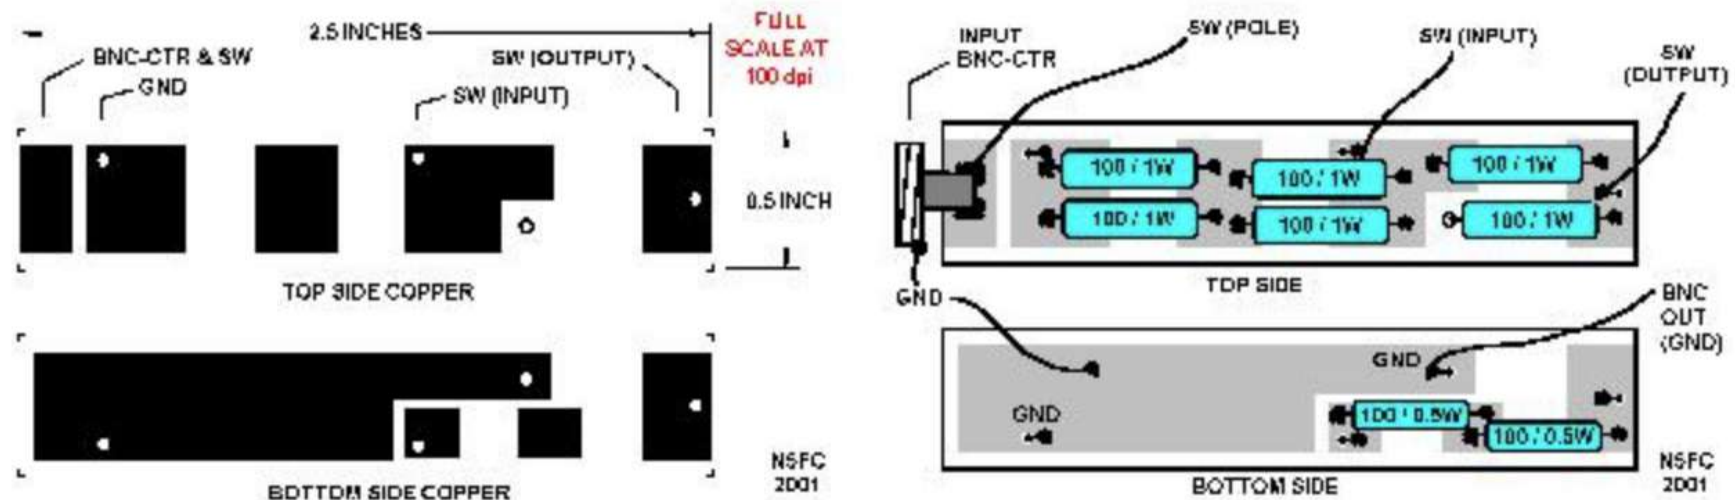 2.5 INCHES
FULL
SCALE AT
100 dpi
BNC-CTR & SW
GND
SW (OUTPUT)
SW (INPUT)
0.5 INCH
TOP SIDE COPPER
NSFC
2001
BOTTOM SIDE COPPER
INPUT
BNC-CTR
SW (POLE)
SW (INPUT)
SW
(OUTPUT)
100 / 1W
100 / 1W
100 / 1W
100 / 1W
100 / 1W
100 / 1W
TOP SIDE
GND
BNC
OUT
(GND)
GND
GND
100 / 0.5W
100 / 0.5W
NSFC
2001
BOTTOM SIDE